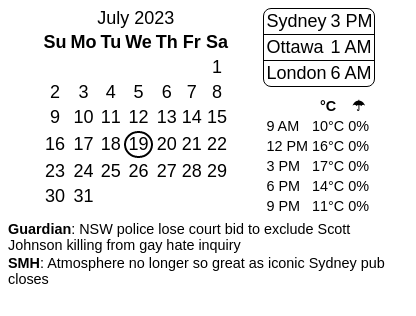 July 2023
Su Mo Tu We Th Fr Sa
1
2 3 4 5 6 7 8
9 10 11 12 13 14 15
16 17 18 19 20 21 22
23 24 25 26 27 28 29
30 31
Sydney 3 PM
Ottawa 1 AM
London 6 AM
°C ☂
9 AM 10°C 0%
12 PM 16°C 0%
3 PM 17°C 0%
6 PM 14°C 0%
9 PM 11°C 0%
Guardian: NSW police lose court bid to exclude Scott
Johnson killing from gay hate inquiry
SMH: Atmosphere no longer so great as iconic Sydney pub
closes